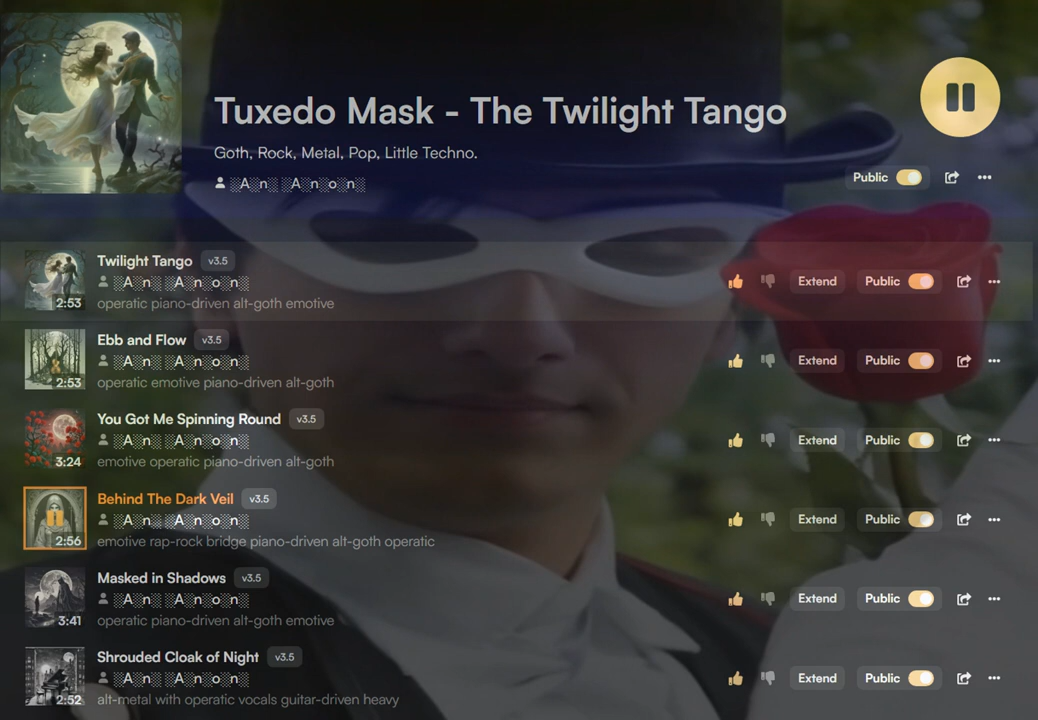 Tuxedo Mask - The Twilight Tango
Goth, Rock, Metal, Pop, Little Techno.
░A░n░ ░A░n░o░n░
Public
Twilight Tango v3.5
░A░n░ ░A░n░o░n░
2:53
operatic piano-driven alt-goth emotive
Extend Public
Ebb and Flow v3.5
░A░n░ ░A░n░o░n░
2:53
operatic emotive piano-driven alt-goth
Extend Public
You Got Me Spinning Round v3.5
░A░n░ ░A░n░o░n░
3:24
emotive operatic piano-driven alt-goth
Extend Public
Behind The Dark Veil v3.5
░A░n░ ░A░n░o░n░
2:56
emotive rap-rock bridge piano-driven alt-goth operatic
Extend Public
Masked in Shadows v3.5
░A░n░ ░A░n░o░n░
3:41
operatic piano-driven alt-goth emotive
Extend Public
Shrouded Cloak of Night v3.5
░A░n░ ░A░n░o░n░
2:52
alt-metal with operatic vocals guitar-driven heavy
Extend Public